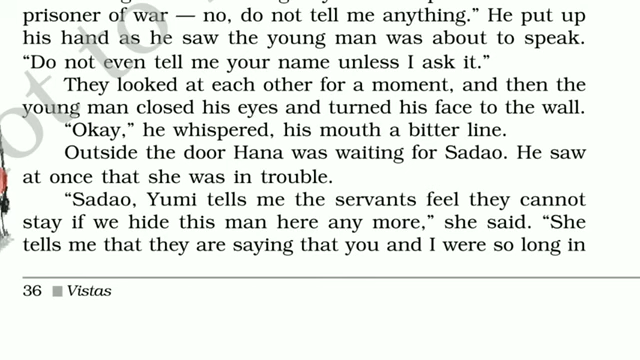 prisoner of war — no, do not tell me anything.” He put up
his hand as he saw the young man was about to speak.
“Do not even tell me your name unless I ask it.”
They looked at each other for a moment, and then the
young man closed his eyes and turned his face to the wall.
“Okay,” he whispered, his mouth a bitter line.
Outside the door Hana was waiting for Sadao. He saw
at once that she was in trouble.
“Sadao, Yumi tells me the servants feel they cannot
stay if we hide this man here any more,” she said. “She
tells me that they are saying that you and I were so long in
36 Vistas